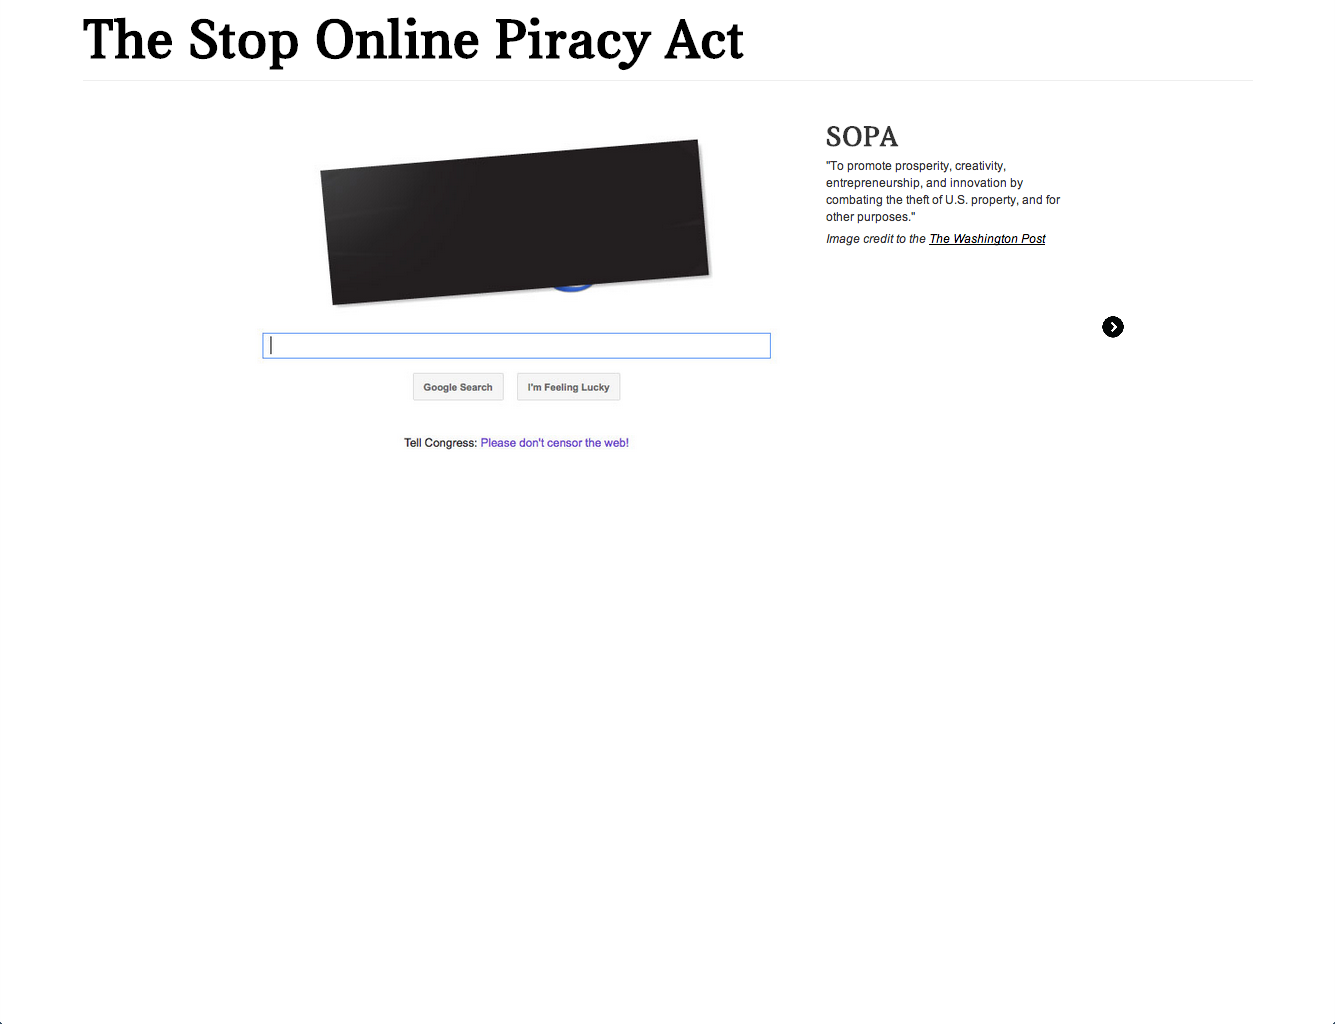 The Stop Online Piracy Act
SOPA
"To promote prosperity, creativity,
entrepreneurship, and innovation by
combating the theft of U.S. property, and for
other purposes."
Image credit to the The Washington Post
Google Search
I'm Feeling Lucky
Tell Congress: Please don't censor the web!